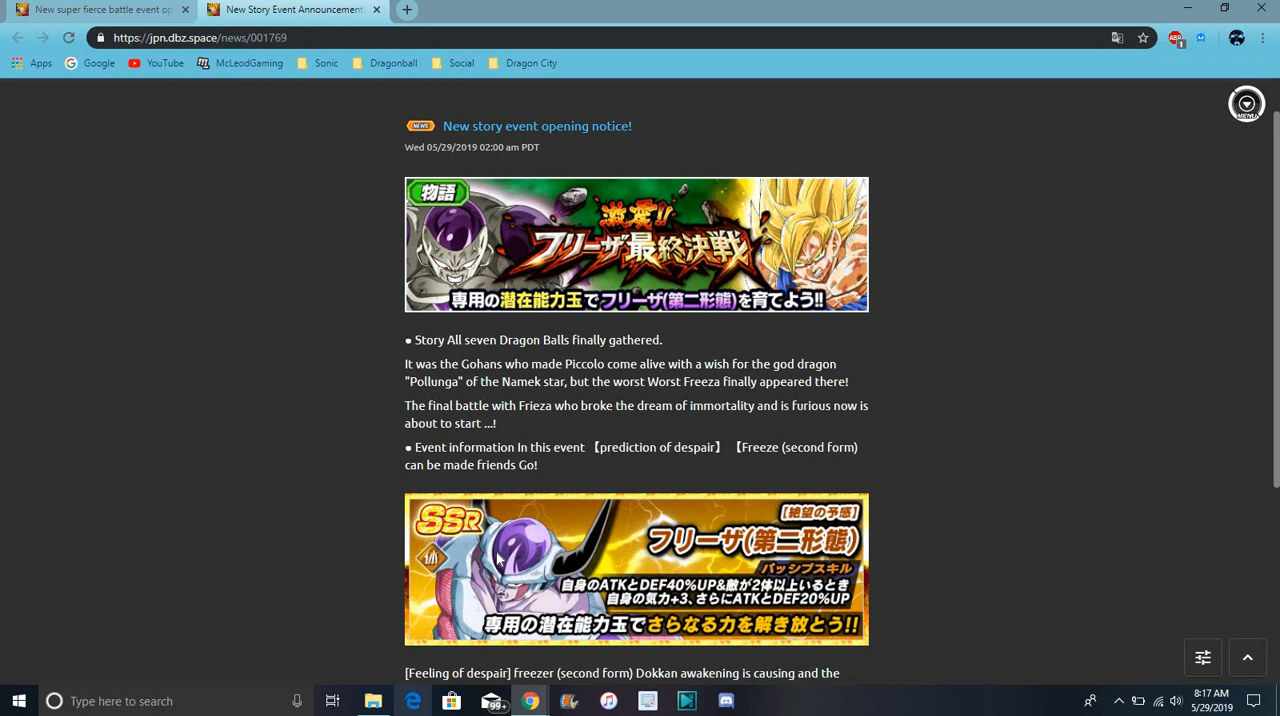 New super fierce battle event op
New Story Event Announcement!
https://jpn.dbz.space/news/001769
ABP
1
Apps
Google
YouTube
McLeodGaming
Sonic
Dragonball
Social
Dragon City
MENU
NEWS
New story event opening notice!
Wed 05/29/2019 02:00 am PDT
物語
激震!!
フリーザ最終決戦
専用の潜在能力玉でフリーザ(第二形態)を育てよう!!
● Story All seven Dragon Balls finally gathered.
It was the Gohans who made Piccolo come alive with a wish for the god dragon
"Pollunga" of the Namek star, but the worst Worst Freeza finally appeared there!
The final battle with Frieza who broke the dream of immortality and is furious now is
about to start ...!
● Event information In this event 【prediction of despair】 【Freeze (second form)
can be made friends Go!
SSR
[絶望の予感]
フリーザ(第二形態)
パッシブスキル
自身のATKとDEF40%UP&敵が2体以上いるとき
自身の気力+3、さらにATKとDEF20%UP
専用の潜在能力玉でさらなる力を解き放とう!!
[Feeling of despair] freezer (second form) Dokkan awakening is causing and the
Type here to search
99+
8:17 AM
5/29/2019